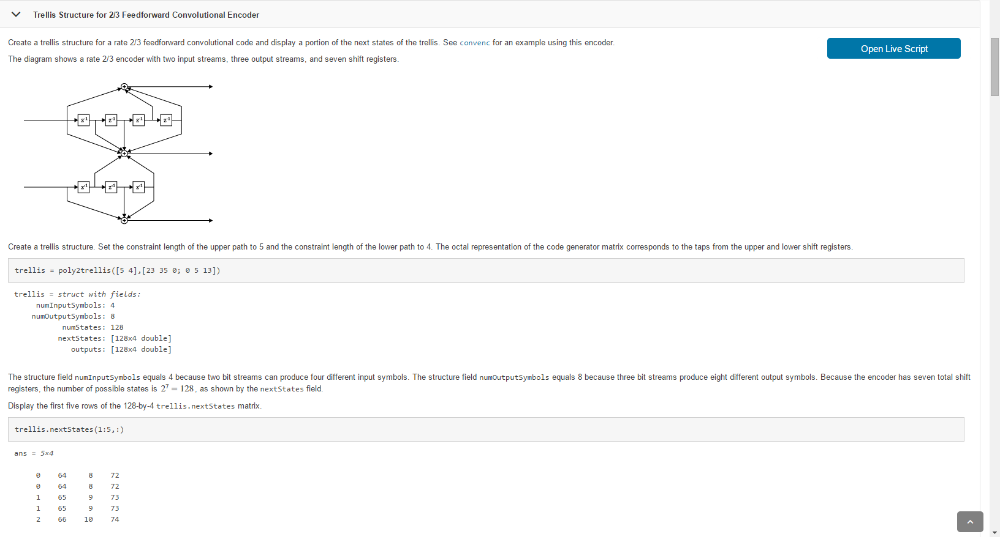 Trellis Structure for 2/3 Feedforward Convolutional Encoder
Create a trellis structure for a rate 2/3 feedforward convolutional code and display a portion of the next states of the trellis. See convenc for an example using this encoder.
Open Live Script
The diagram shows a rate 2/3 encoder with two input streams, three output streams, and seven shift registers.
z⁻¹ z⁻¹ z⁻¹ z⁻¹
z⁻¹ z⁻¹ z⁻¹
Create a trellis structure. Set the constraint length of the upper path to 5 and the constraint length of the lower path to 4. The octal representation of the code generator matrix corresponds to the taps from the upper and lower shift registers.
trellis = poly2trellis([5 4],[23 35 0; 0 5 13])
trellis = struct with fields:
numInputSymbols: 4
numOutputSymbols: 8
numStates: 128
nextStates: [128x4 double]
outputs: [128x4 double]
The structure field numInputSymbols equals 4 because two bit streams can produce four different input symbols. The structure field numOutputSymbols equals 8 because three bit streams produce eight different output symbols. Because the encoder has seven total shift
registers, the number of possible states is 2⁷ = 128, as shown by the nextStates field.
Display the first five rows of the 128-by-4 trellis.nextStates matrix.
trellis.nextStates(1:5,:)
ans = 5×4
0 64 8 72
0 64 8 72
1 65 9 73
1 65 9 73
2 66 10 74